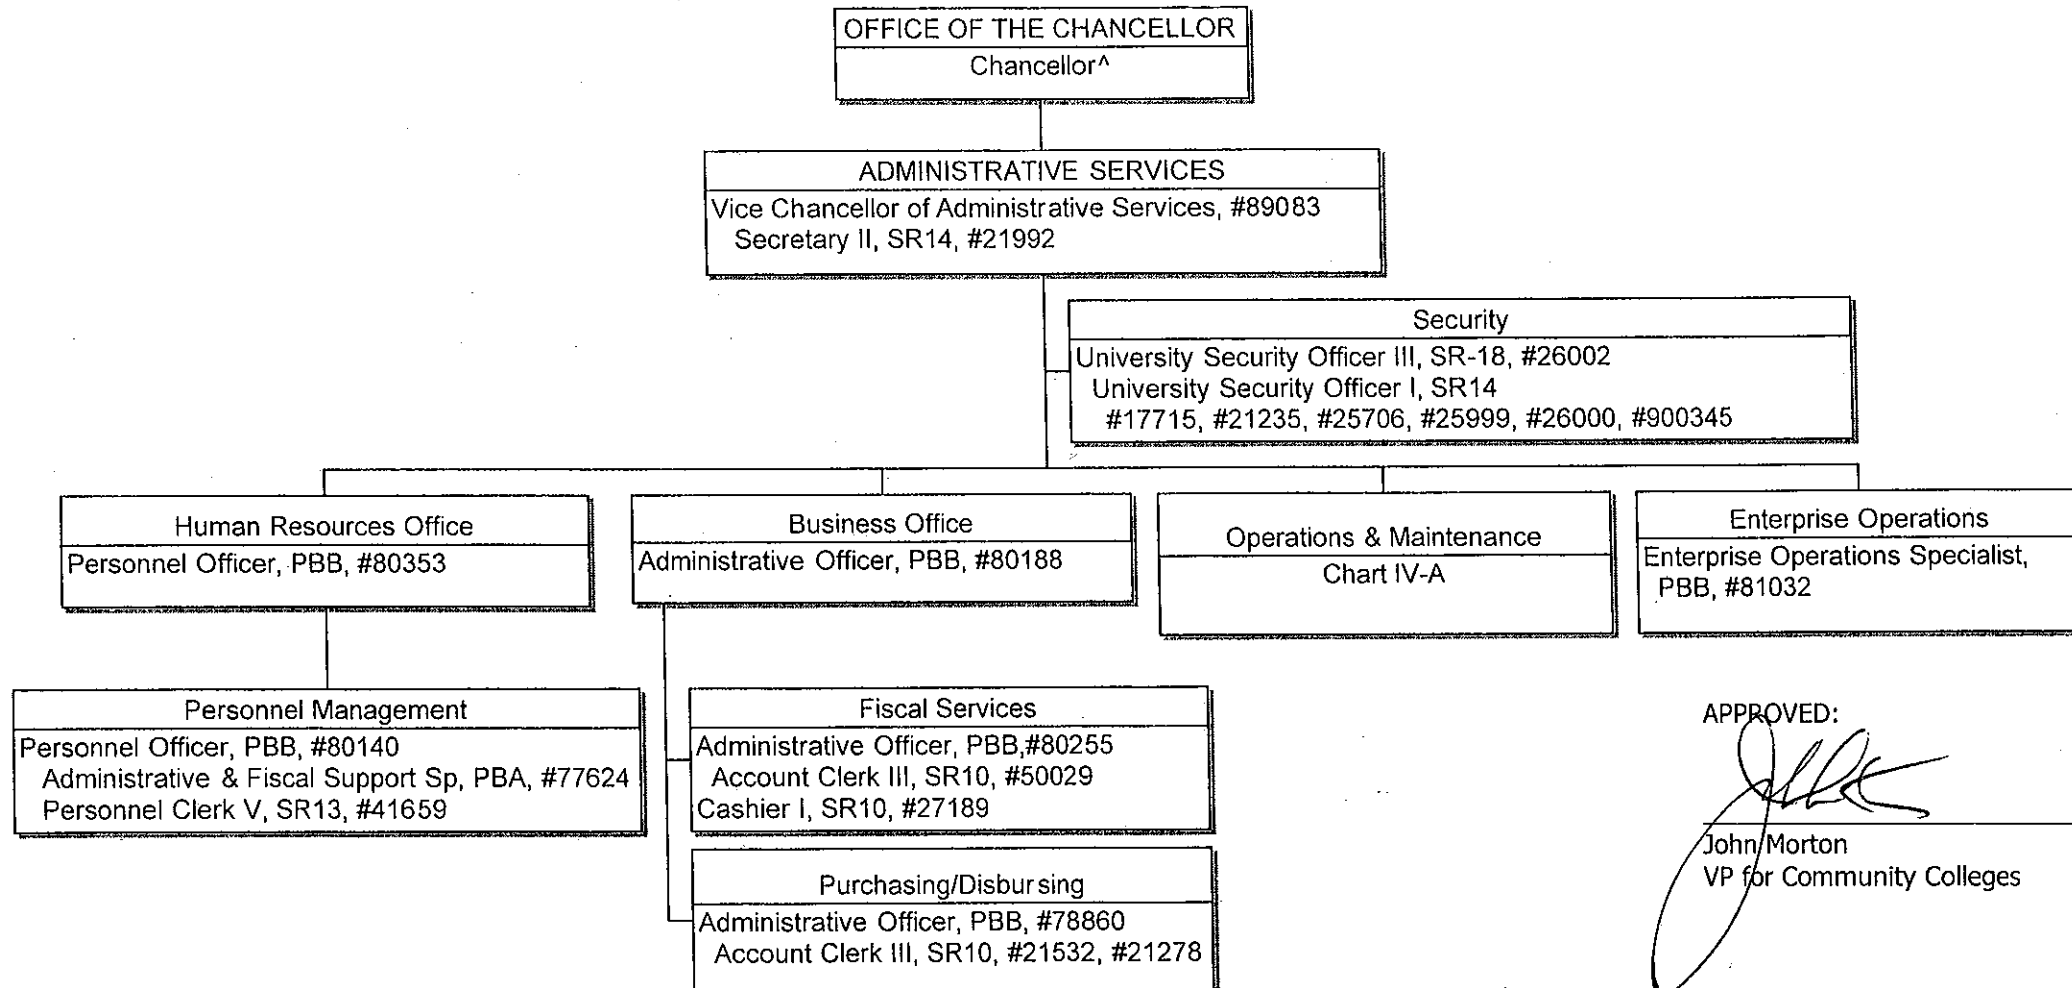 OFFICE OF THE CHANCELLOR
Chancellor^
ADMINISTRATIVE SERVICES
Vice Chancellor of Administrative Services, #89083
Secretary II, SR14, #21992
Security
University Security Officer III, SR-18, #26002
University Security Officer I, SR14
#17715, #21235, #25706, #25999, #26000, #900345
Human Resources Office
Personnel Officer, PBB, #80353
Business Office
Administrative Officer, PBB, #80188
Operations & Maintenance
Chart IV-A
Enterprise Operations
Enterprise Operations Specialist,
PBB, #81032
Personnel Management
Personnel Officer, PBB, #80140
Administrative & Fiscal Support Sp, PBA, #77624
Personnel Clerk V, SR13, #41659
Fiscal Services
Administrative Officer, PBB,#80255
Account Clerk III, SR10, #50029
Cashier I, SR10, #27189
Purchasing/Disbursing
Administrative Officer, PBB, #78860
Account Clerk III, SR10, #21532, #21278
APPROVED:
John Morton
VP for Community Colleges